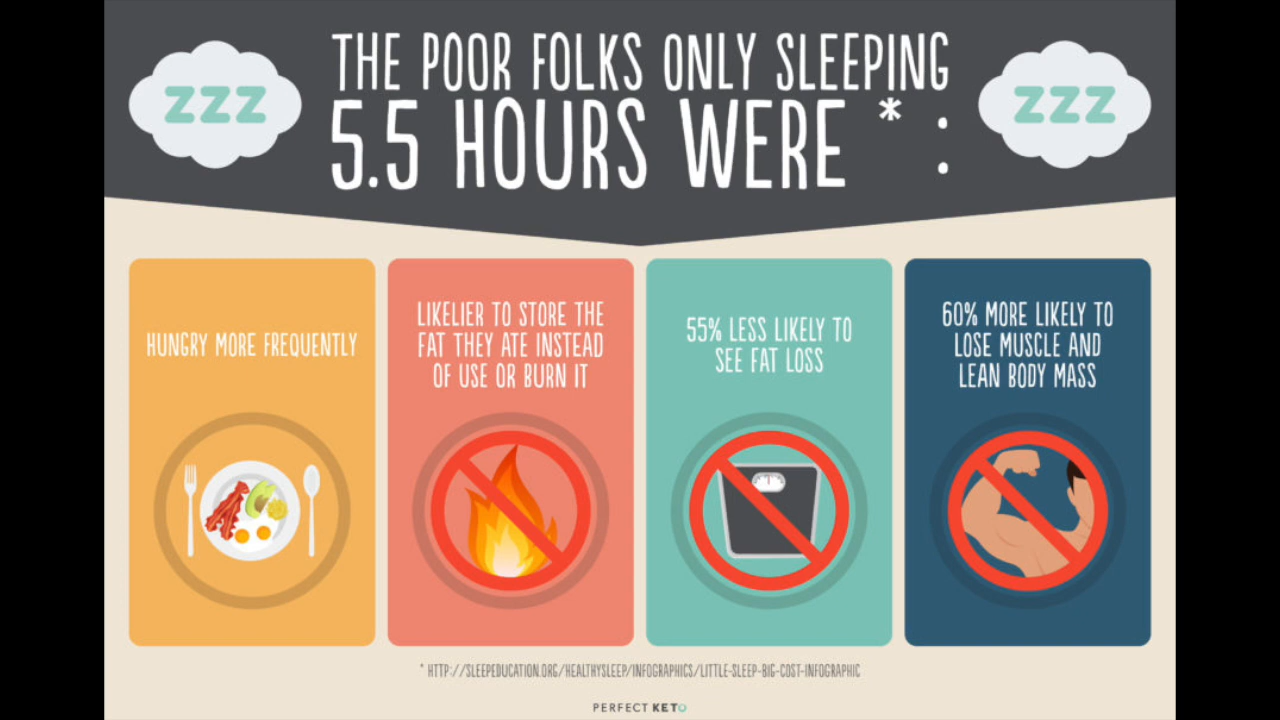 THE POOR FOLKS ONLY SLEEPING
5.5 HOURS WERE * :
ZZZ
ZZZ
HUNGRY MORE FREQUENTLY
LIKELIER TO STORE THE
FAT THEY ATE INSTEAD
OF USE OR BURN IT
55% LESS LIKELY TO
SEE FAT LOSS
60% MORE LIKELY TO
LOSE MUSCLE AND
LEAN BODY MASS
* HTTP://SLEEPEDUCATION.ORG/HEALTHYSLEEP/INFOGRAPHICS/LITTLE-SLEEP-BIG-COST-INFOGRAPHIC
PERFECT KETO